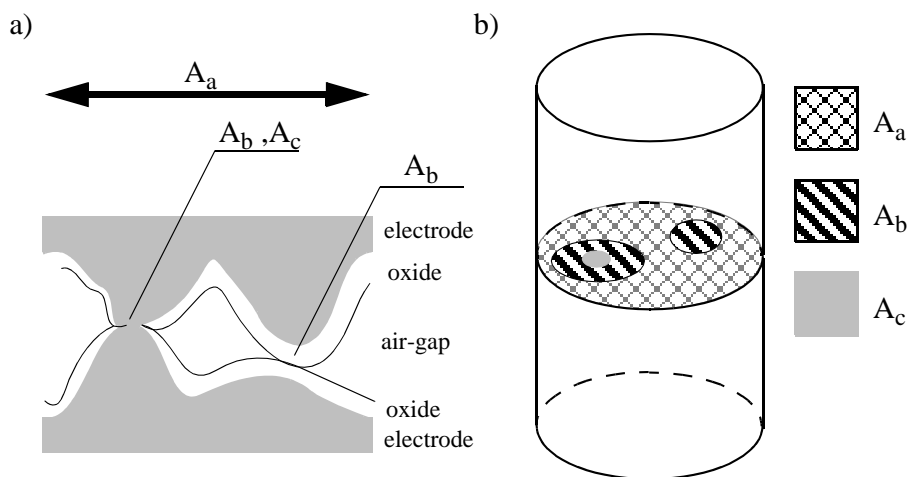 a)
A_a
A_b ,A_c
A_b
electrode
oxide
air-gap
oxide
electrode
b)
A_a
A_b
A_c